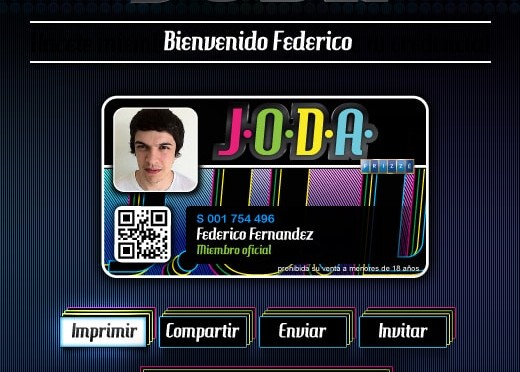 Bienvenido Federico
J·O·D·A·
FRIZZÉ
S 001 754 496
Federico Fernandez
Miembro oficial
prohibida su venta a menores de 18 años
Imprimir
Compartir
Enviar
Invitar